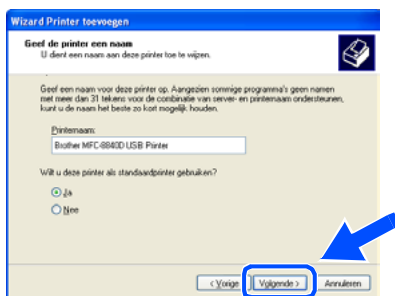 Wizard Printer toevoegen
Geef de printer een naam
U dient een naam aan deze printer toe te wijzen.
Geef een naam voor deze printer op. Aangezien sommige programma's geen namen
met meer dan 31 tekens voor de combinatie van server- en printernaam ondersteunen,
kunt u de naam het beste zo kort mogelijk houden.
Printernaam:
Brother MFC-8840D USB Printer
Wilt u deze printer als standaardprinter gebruiken?
Ja
Nee
< Vorige
Volgende >
Annuleren